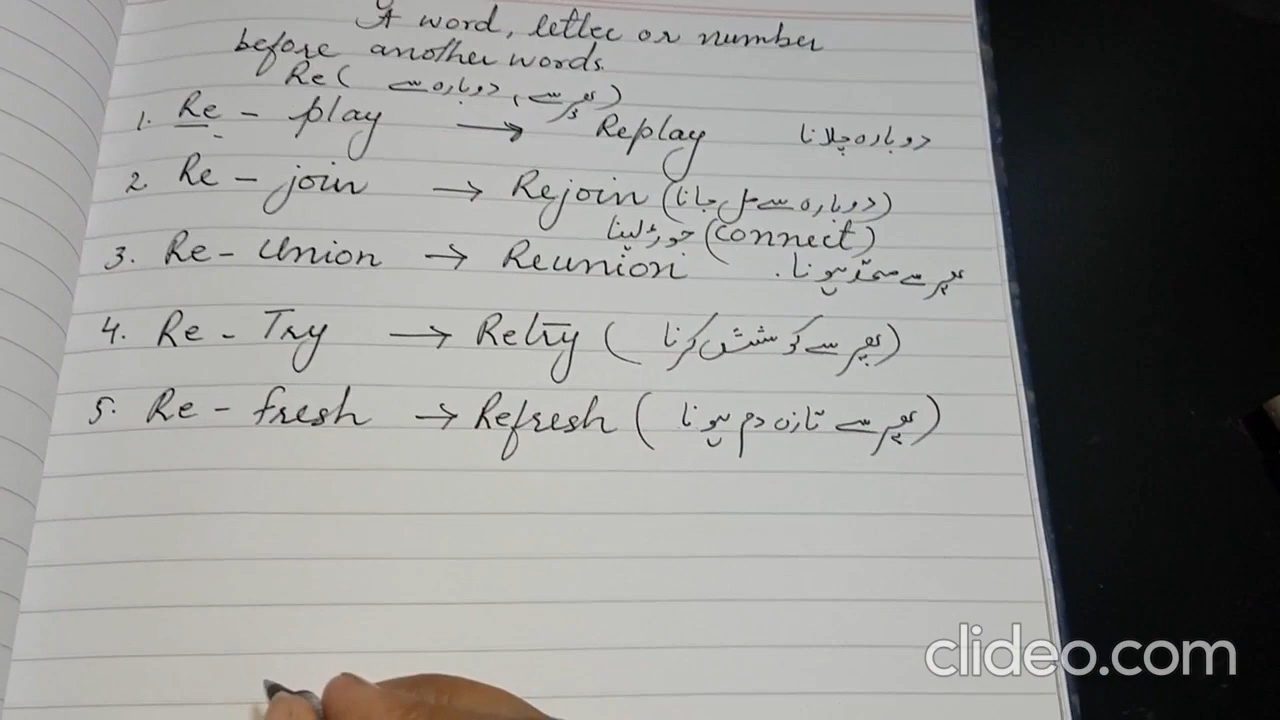 A word, letter or number
before another words.
Re ( پھر سے, دوبارہ سے )
1. Re - play → Replay دوبارہ چلانا
2 Re - join → Rejoin (دوبارہ سے مل جانا)
جوڑ لینا (connect)
3. Re - Union → Reunion پھر سے متحد ہونا.
4. Re - Try → Retry ( پھر سے کوشش کرنا )
5. Re - fresh → Refresh ( پھر سے تازہ دم ہونا )
clideo.com